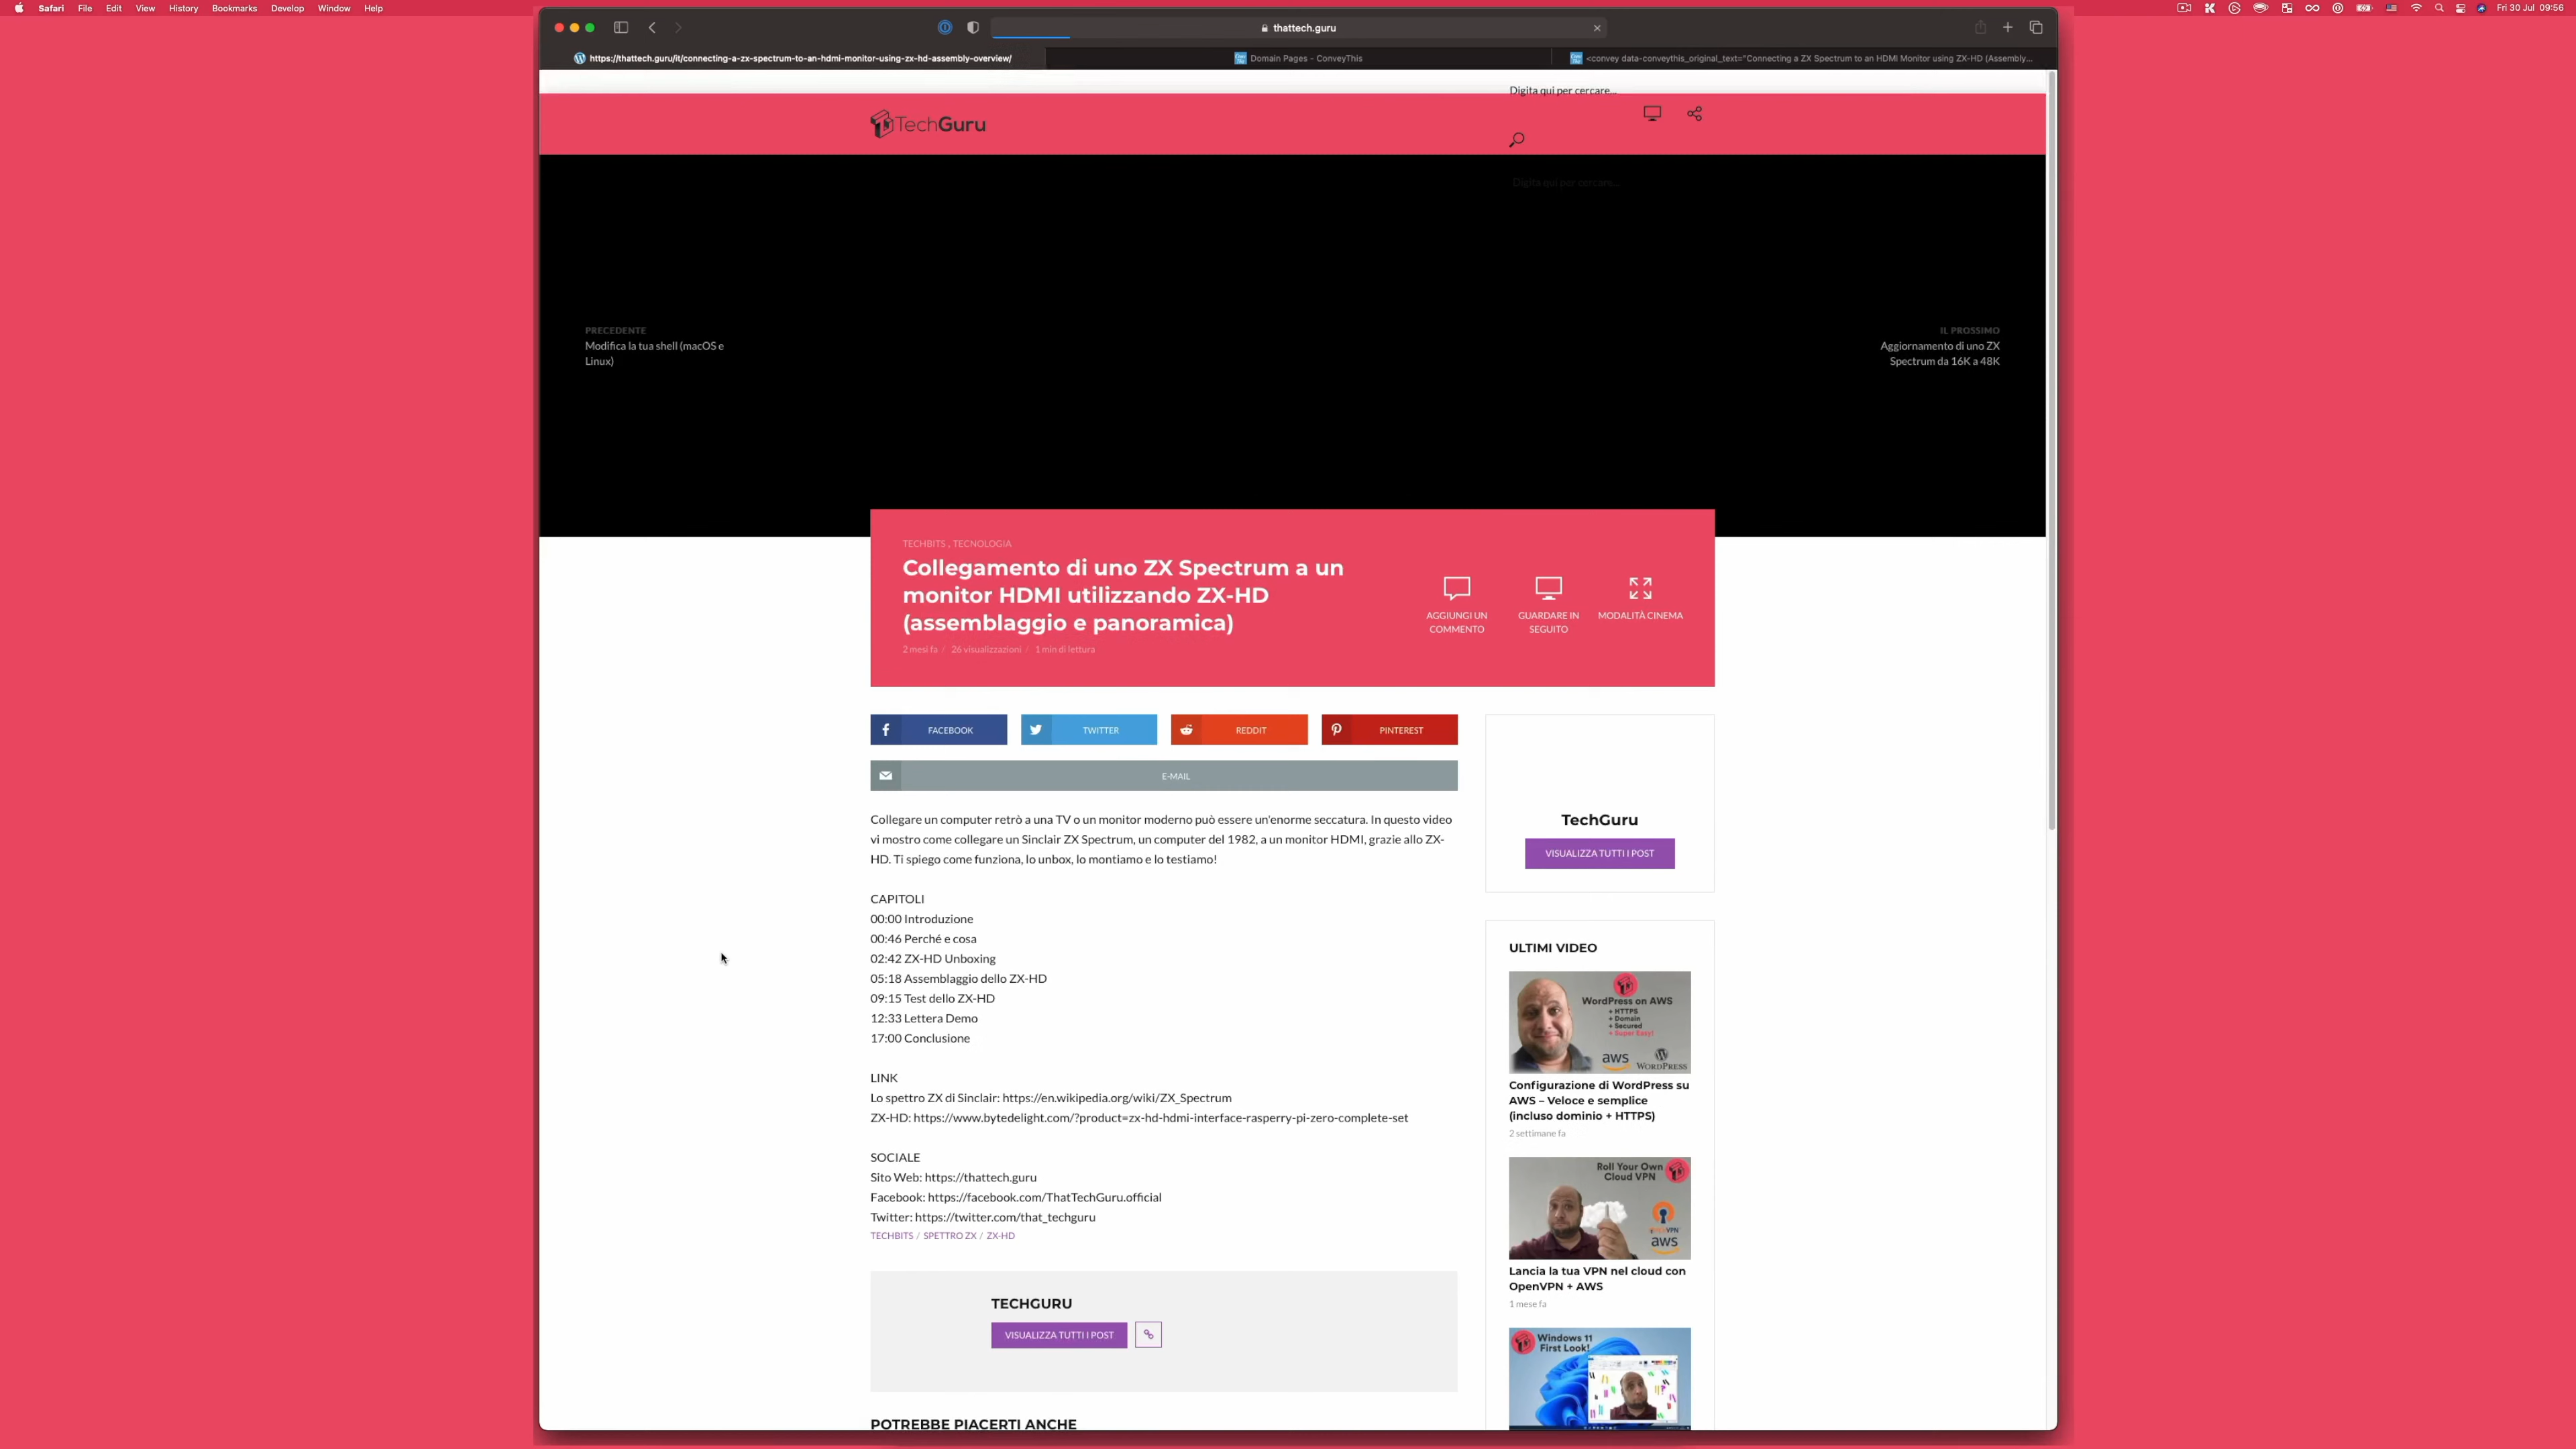 Safari File Edit View History Bookmarks Develop Window Help
Fri 30 Jul 09:56
thattech.guru
https://thattech.guru/it/connecting-a-zx-spectrum-to-an-hdmi-monitor-using-zx-hd-assembly-overview/
Domain Pages - ConveyThis
<convey data-conveythis_original_text="Connecting a ZX Spectrum to an HDMI Monitor using ZX-HD (Assembly...
Digita qui per cercare...
TechGuru
Digita qui per cercare...
PRECEDENTE
Modifica la tua shell (macOS e
Linux)
IL PROSSIMO
Aggiornamento di uno ZX
Spectrum da 16K a 48K
TECHBITS , TECNOLOGIA
Collegamento di uno ZX Spectrum a un
monitor HDMI utilizzando ZX-HD
(assemblaggio e panoramica)
2 mesi fa / 26 visualizzazioni / 1 min di lettura
AGGIUNGI UN
COMMENTO
GUARDARE IN
SEGUITO
MODALITÀ CINEMA
FACEBOOK
TWITTER
REDDIT
PINTEREST
E-MAIL
Collegare un computer retrò a una TV o un monitor moderno può essere un'enorme seccatura. In questo video
vi mostro come collegare un Sinclair ZX Spectrum, un computer del 1982, a un monitor HDMI, grazie allo ZX-
HD. Ti spiego come funziona, lo unbox, lo montiamo e lo testiamo!
CAPITOLI
00:00 Introduzione
00:46 Perché e cosa
02:42 ZX-HD Unboxing
05:18 Assemblaggio dello ZX-HD
09:15 Test dello ZX-HD
12:33 Lettera Demo
17:00 Conclusione
LINK
Lo spettro ZX di Sinclair: https://en.wikipedia.org/wiki/ZX_Spectrum
ZX-HD: https://www.bytedelight.com/?product=zx-hd-hdmi-interface-rasperry-pi-zero-complete-set
SOCIALE
Sito Web: https://thattech.guru
Facebook: https://facebook.com/ThatTechGuru.official
Twitter: https://twitter.com/that_techguru
TECHBITS / SPETTRO ZX / ZX-HD
TECHGURU
VISUALIZZA TUTTI I POST
POTREBBE PIACERTI ANCHE
TechGuru
VISUALIZZA TUTTI I POST
ULTIMI VIDEO
WordPress on AWS
+ HTTPS
+ Domain
+ Secured
+ Super Easy!
aws
WORDPRESS
Configurazione di WordPress su
AWS – Veloce e semplice
(incluso dominio + HTTPS)
2 settimane fa
Roll Your Own
Cloud VPN
OPENVPN
aws
Lancia la tua VPN nel cloud con
OpenVPN + AWS
1 mese fa
Windows 11
First Look!